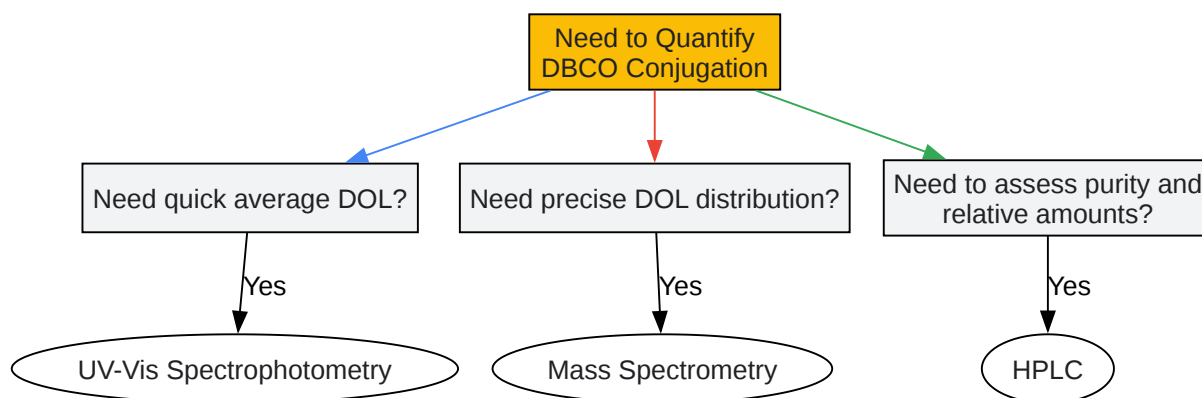 Need to Quantify
DBCO Conjugation
Need quick average DOL?
Need precise DOL distribution?
Need to assess purity and
relative amounts?
Yes
Yes
Yes
UV-Vis Spectrophotometry
Mass Spectrometry
HPLC